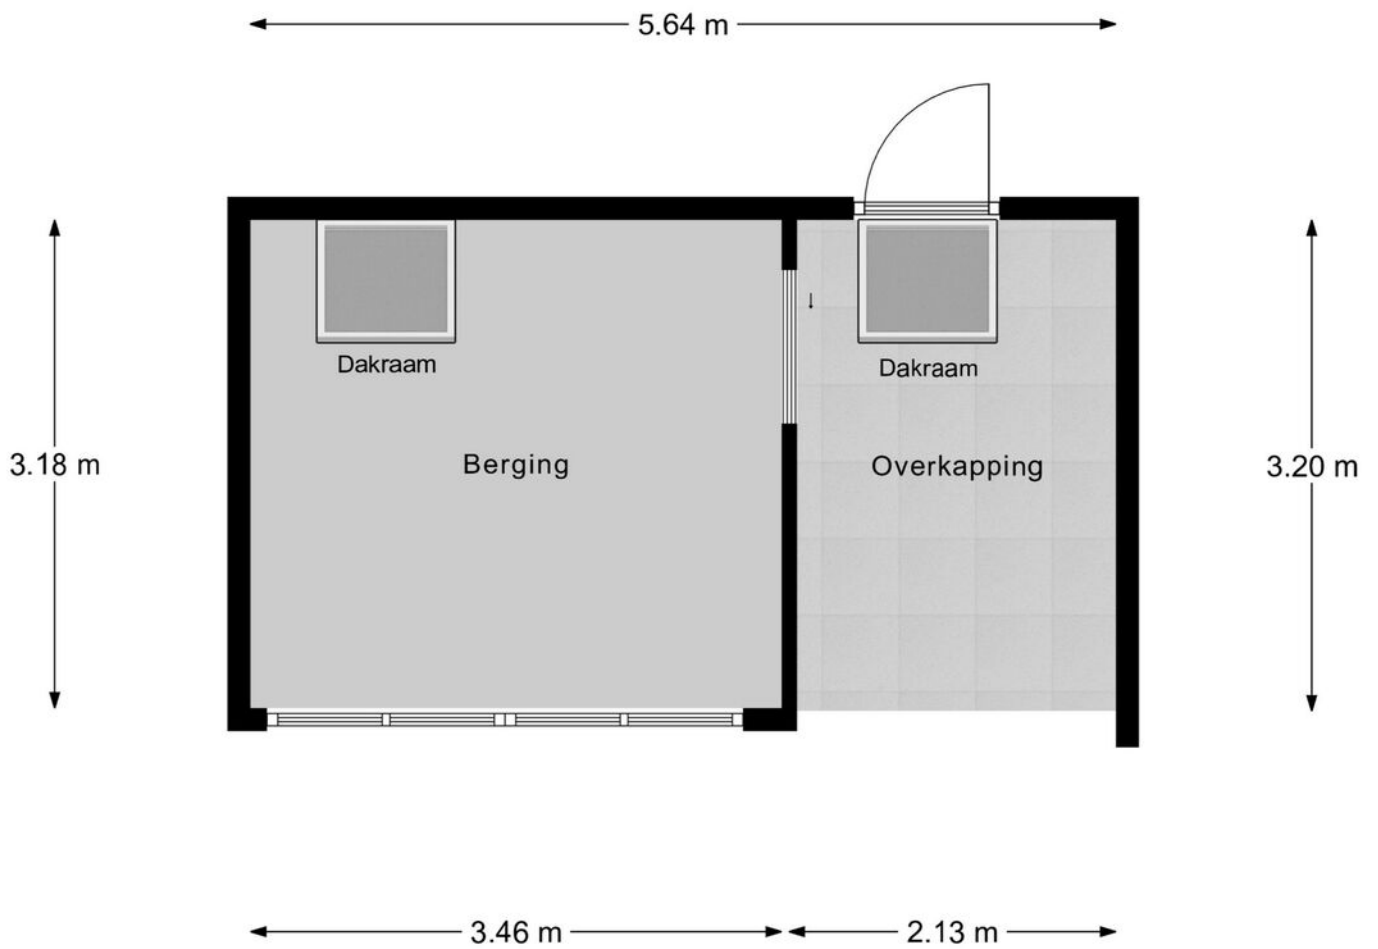 5.64 m
Dakraam
Dakraam
3.18 m
Berging
Overkapping
3.20 m
3.46 m
2.13 m